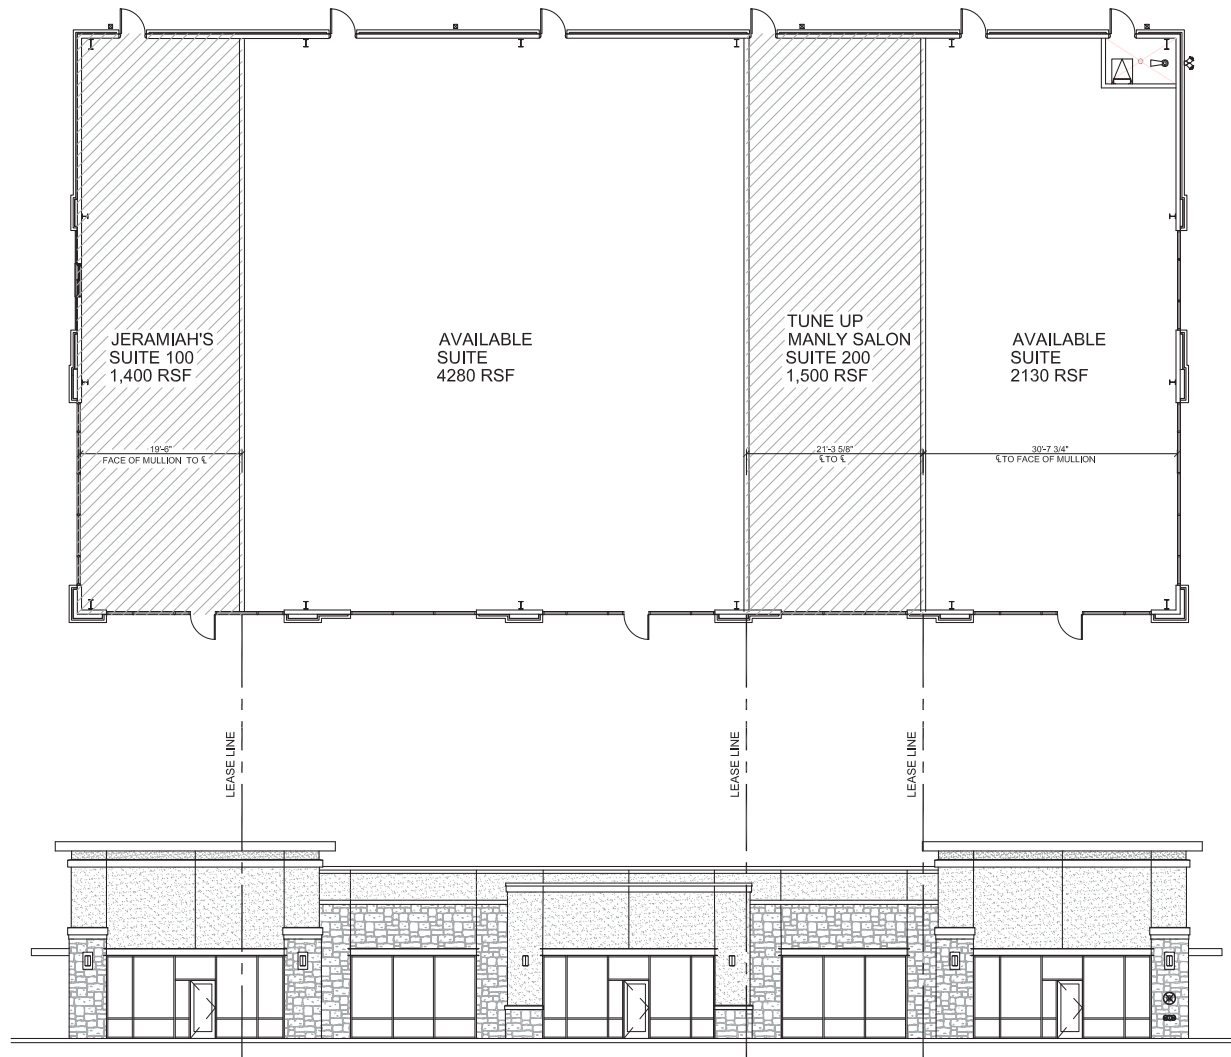 JERAMIAH'S
SUITE 100
1,400 RSF
AVAILABLE
SUITE
4280 RSF
TUNE UP
MANLY SALON
SUITE 200
1,500 RSF
AVAILABLE
SUITE
2130 RSF
19'-6"
FACE OF MULLION TO ℄
21'-3 5/8"
℄ TO ℄
30'-7 3/4"
℄ TO FACE OF MULLION
LEASE LINE
LEASE LINE
LEASE LINE